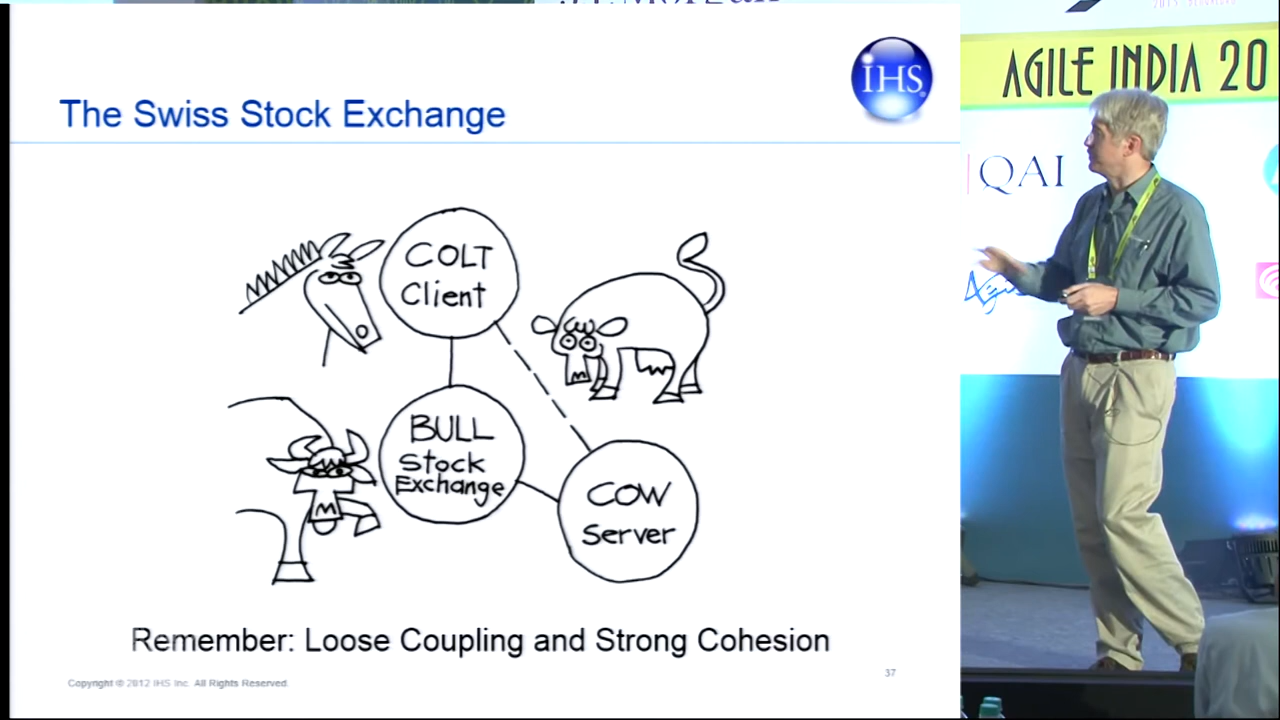 The Swiss Stock Exchange
IHS
COLT
Client
BULL
Stock
Exchange
COW
Server
Remember: Loose Coupling and Strong Cohesion
Copyright © 2012 IHS Inc. All Rights Reserved.
37
AGILE INDIA 20
QAI